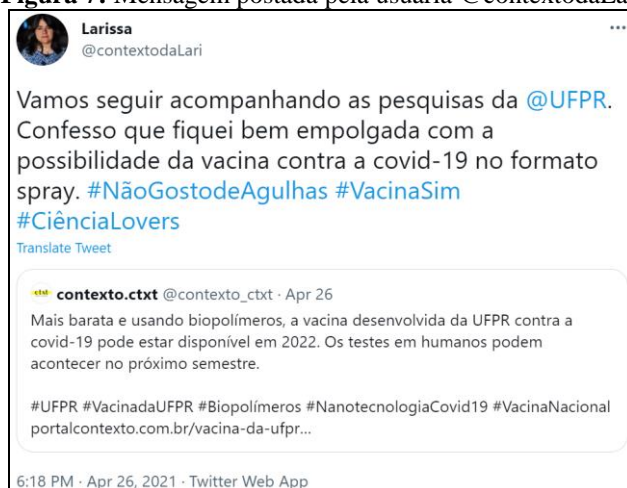 Figura 7. Mensagem postada pela usuária @contextodaLa
Larissa
@contextodaLari
Vamos seguir acompanhando as pesquisas da @UFPR.
Confesso que fiquei bem empolgada com a
possibilidade da vacina contra a covid-19 no formato
spray. #NãoGostodeAgulhas #VacinaSim
#CiênciaLovers
Translate Tweet
contexto.ctxt @contexto_ctxt · Apr 26
Mais barata e usando biopolímeros, a vacina desenvolvida da UFPR contra a
covid-19 pode estar disponível em 2022. Os testes em humanos podem
acontecer no próximo semestre.
#UFPR #VacinadaUFPR #Biopolímeros #NanotecnologiaCovid19 #VacinaNacional
portalcontexto.com.br/vacina-da-ufpr...
6:18 PM · Apr 26, 2021 · Twitter Web App